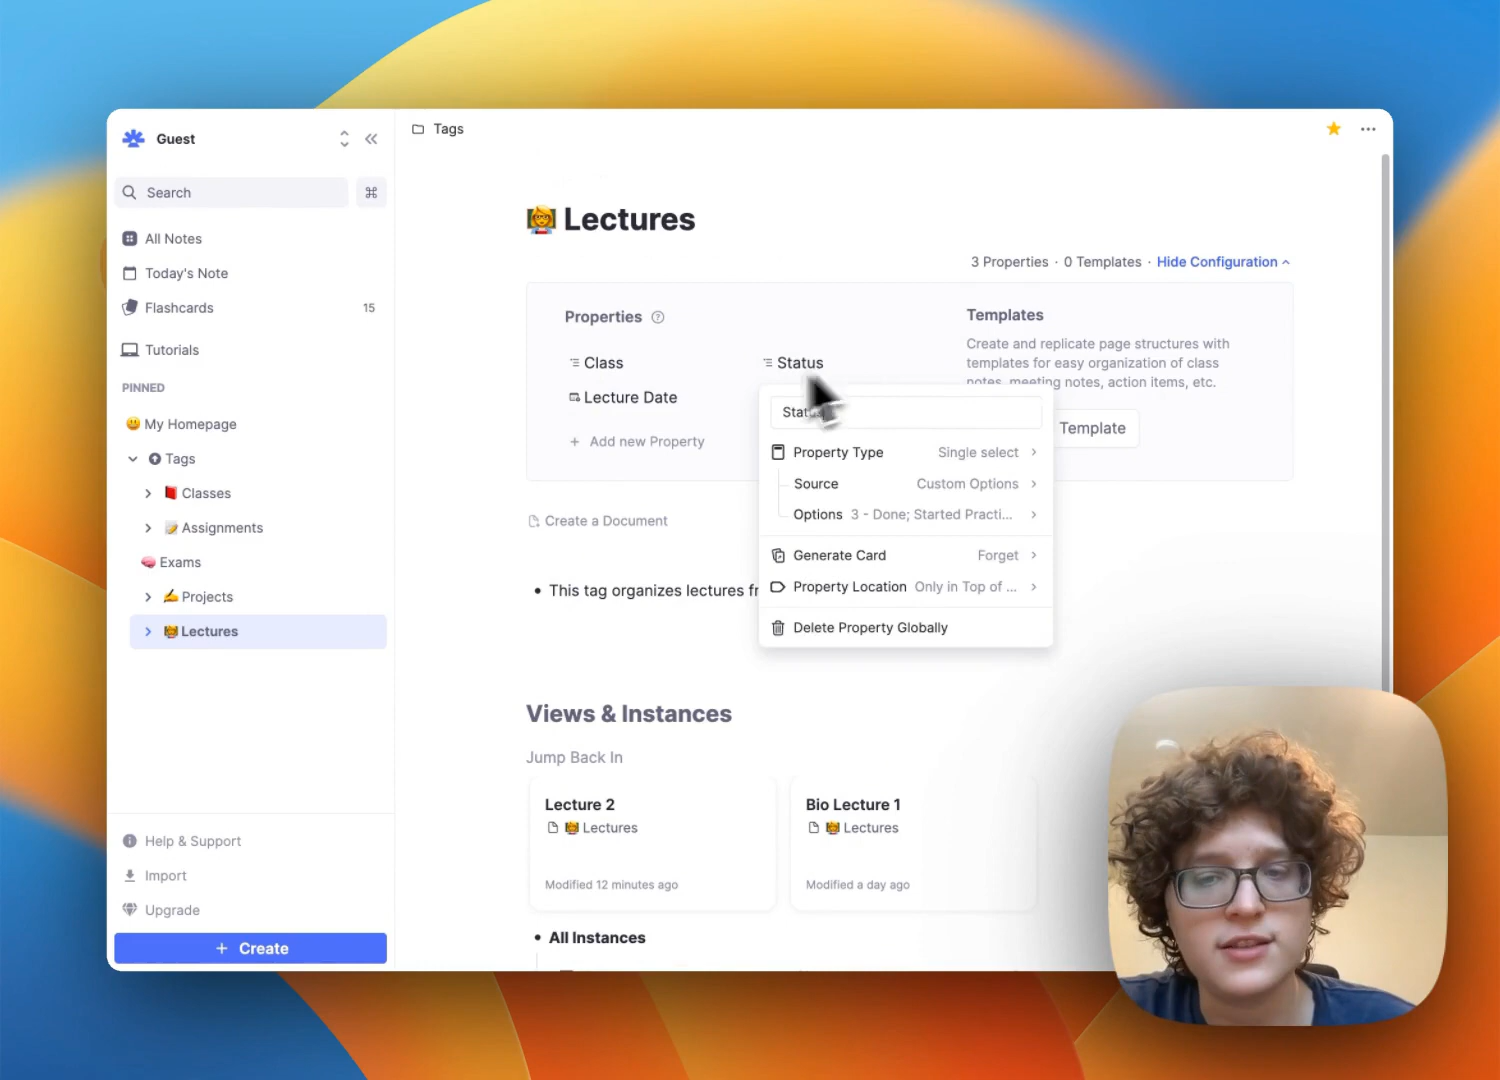 Guest
Tags
Search
All Notes
Today's Note
Flashcards 15
Tutorials
PINNED
My Homepage
Tags
Classes
Assignments
Exams
Projects
Lectures
Help & Support
Import
Upgrade
+ Create
Lectures
3 Properties · 0 Templates · Hide Configuration
Properties
Class
Status
Lecture Date
+ Add new Property
Templates
Create and replicate page structures with
templates for easy organization of class
notes, meeting notes, action items, etc.
Template
Property Type Single select
Source Custom Options
Options 3 - Done; Started Practi...
Generate Card Forget
Property Location Only in Top of ...
Delete Property Globally
Create a Document
• This tag organizes lectures
Views & Instances
Jump Back In
Lecture 2
Lectures
Modified 12 minutes ago
Bio Lecture 1
Lectures
Modified a day ago
• All Instances